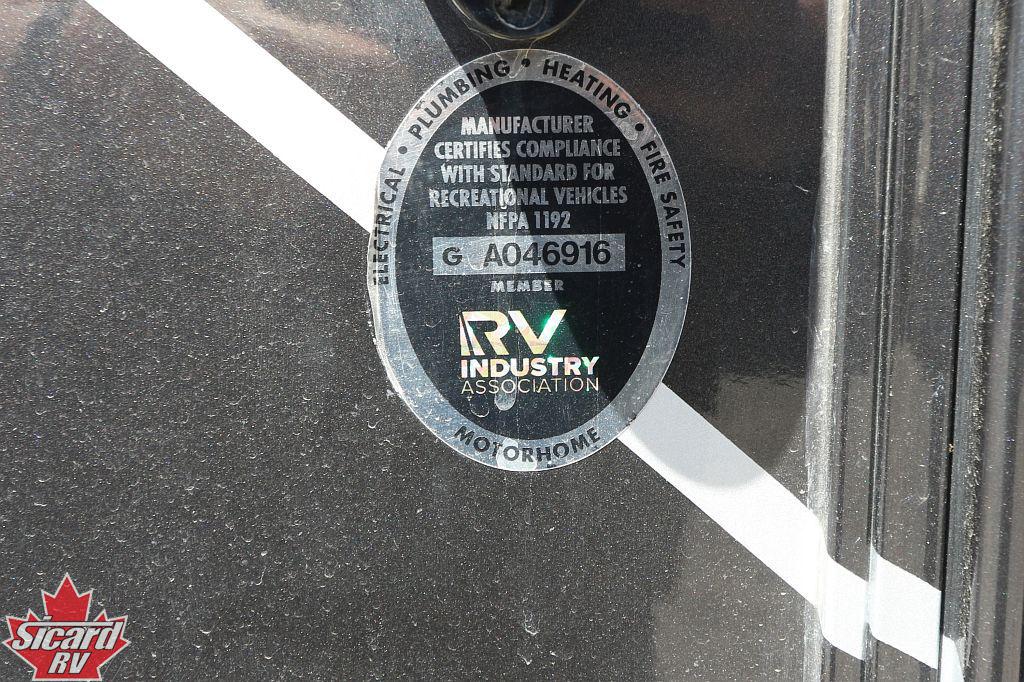 ELECTRICAL • PLUMBING • HEATING • FIRE SAFETY
MANUFACTURER
CERTIFIES COMPLIANCE
WITH STANDARD FOR
RECREATIONAL VEHICLES
NFPA 1192
G A046916
MEMBER
RV
INDUSTRY
ASSOCIATION
MOTORHOME
Sicard
RV